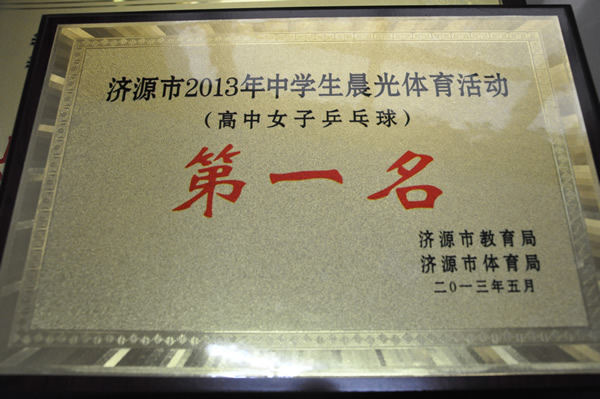 济源市2013年中学生晨光体育活动
（高中女子乒乓球）
第一名
济源市教育局
济源市体育局
二〇一三年五月